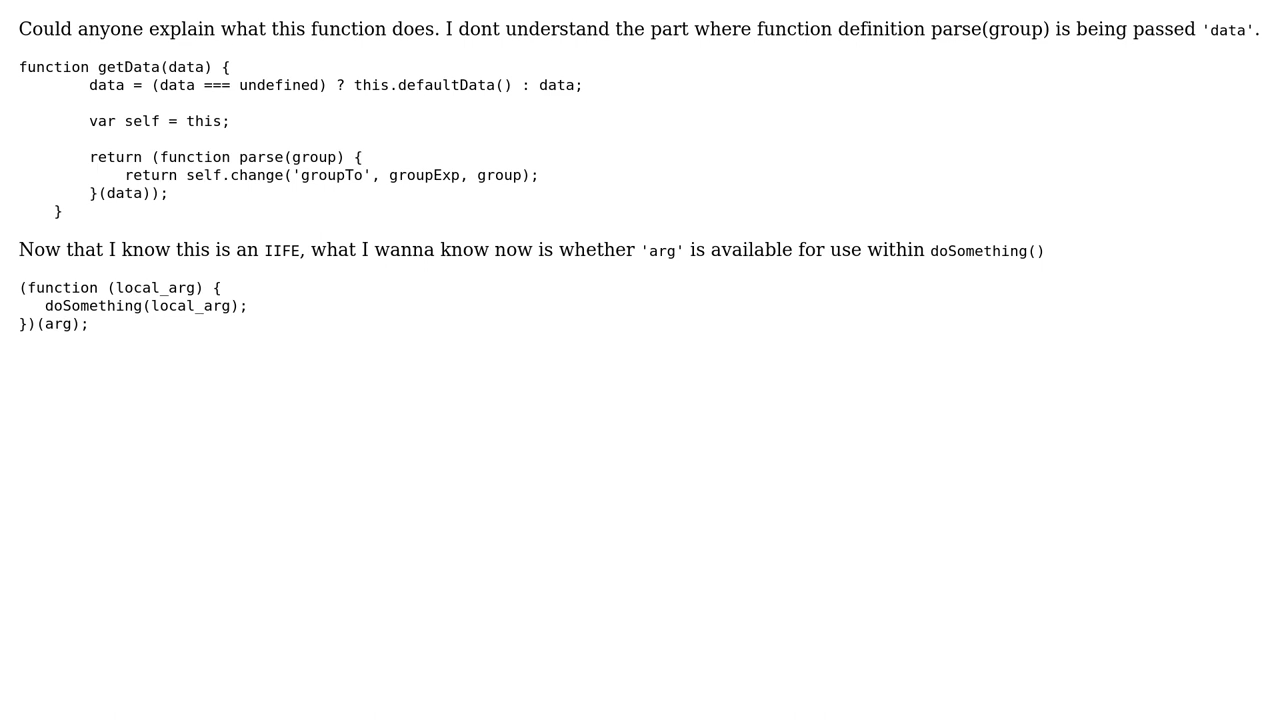 Could anyone explain what this function does. I dont understand the part where function definition parse(group) is being passed 'data'.
function getData(data) {
        data = (data === undefined) ? this.defaultData() : data;
        var self = this;
        return (function parse(group) {
            return self.change('groupTo', groupExp, group);
        }(data));
    }
Now that I know this is an IIFE, what I wanna know now is whether 'arg' is available for use within doSomething()
(function (local_arg) {
   doSomething(local_arg);
})(arg);